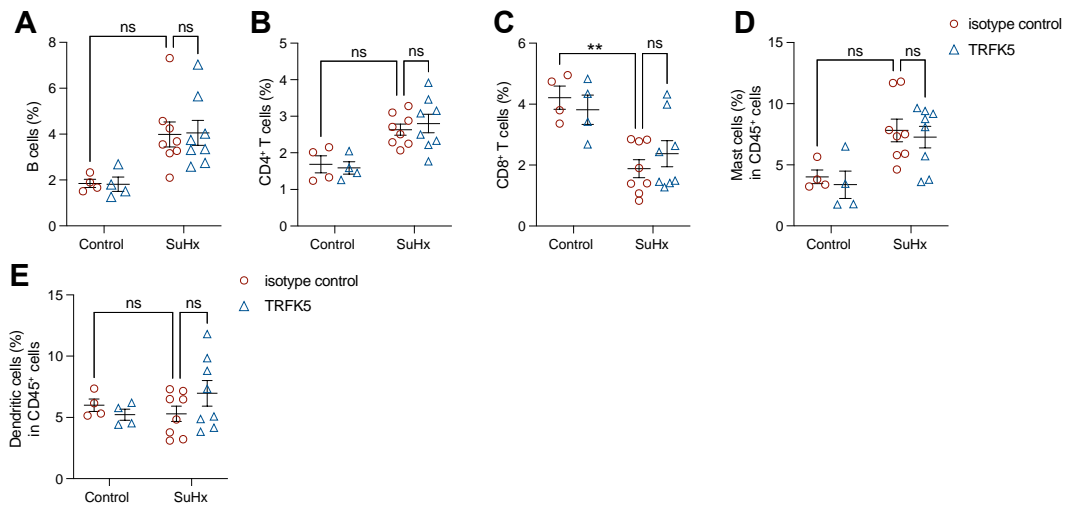 A
B cells (%)
8
6
4
2
0
ns
ns
Control
SuHx
B
CD4+ T cells (%)
5
4
3
2
1
0
ns
ns
Control
SuHx
C
CD8+ T cells (%)
6
4
2
0
**
ns
Control
SuHx
D
Mast cells (%)
in CD45+ cells
15
10
5
0
ns
ns
Control
SuHx
isotype control
TRFK5
E
Dendritic cells (%)
in CD45+ cells
15
10
5
0
ns
ns
Control
SuHx
isotype control
TRFK5